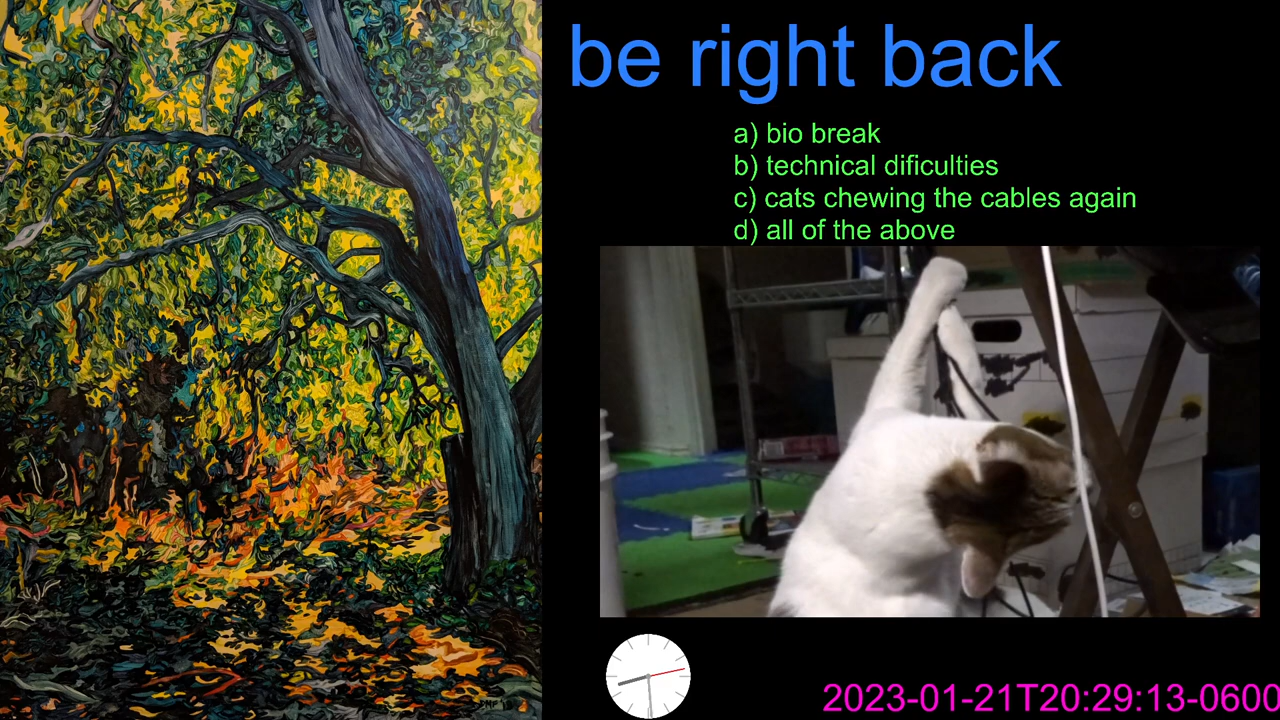 be right back
a) bio break
b) technical dificulties
c) cats chewing the cables again
d) all of the above
2023-01-21T20:29:13-0600